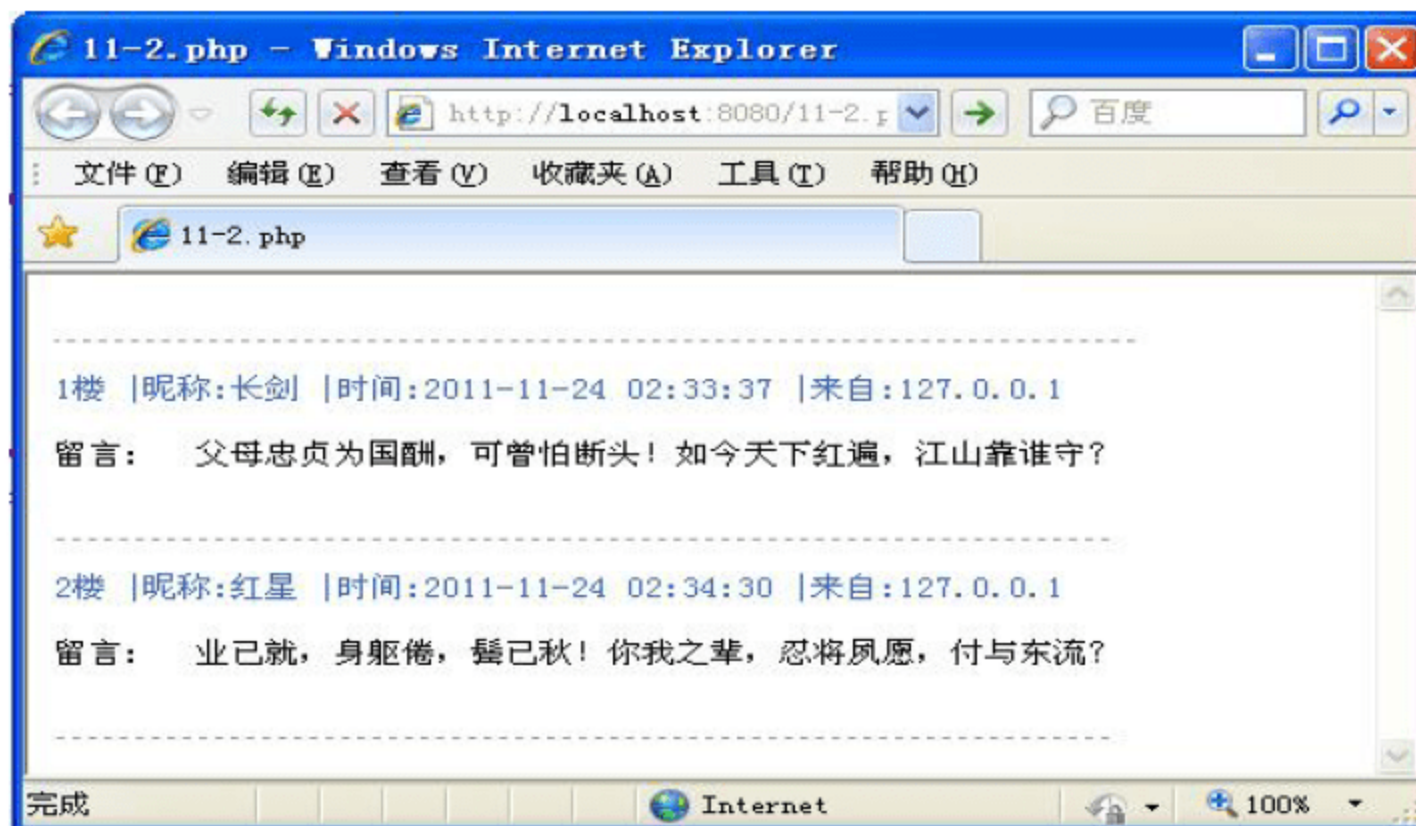 11-2.php - Windows Internet Explorer
http://localhost:8080/11-2.p
百度
文件(F) 编辑(E) 查看(V) 收藏夹(A) 工具(T) 帮助(H)
11-2.php
1楼 |昵称:长剑 |时间:2011-11-24 02:33:37 |来自:127.0.0.1
留言: 父母忠贞为国酬，可曾怕断头！如今天下红遍，江山靠谁守？
2楼 |昵称:红星 |时间:2011-11-24 02:34:30 |来自:127.0.0.1
留言: 业已就，身躯倦，鬓已秋！你我之辈，忍将夙愿，付与东流？
完成 Internet 100%